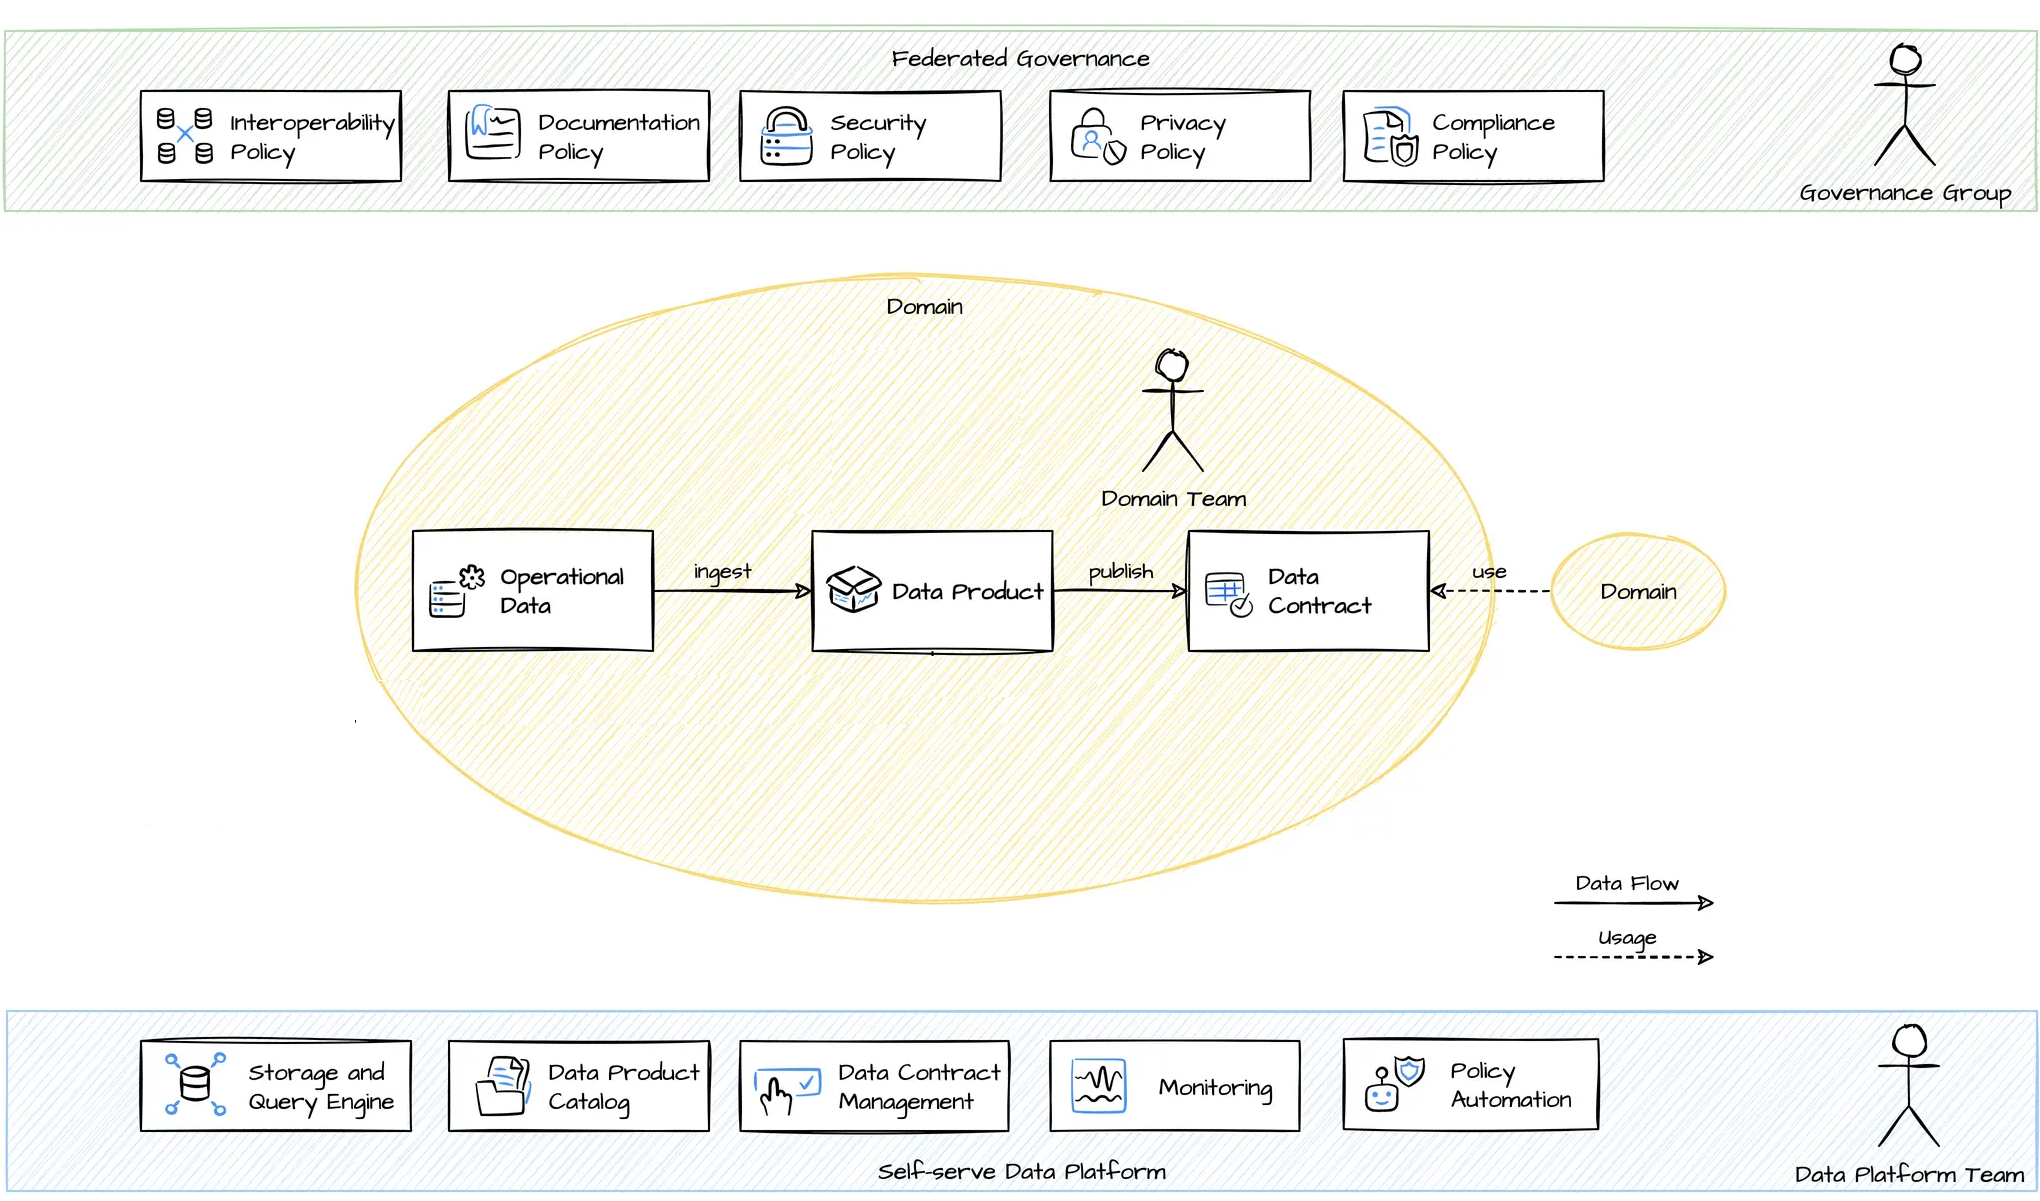 Federated Governance
Interoperability
Policy
Documentation
Policy
Security
Policy
Privacy
Policy
Compliance
Policy
Governance Group
Domain
Domain Team
Operational
Data
ingest
Data Product
publish
Data
Contract
use
Domain
Data Flow
Usage
Storage and
Query Engine
Data Product
Catalog
Data Contract
Management
Monitoring
Policy
Automation
Self-serve Data Platform
Data Platform Team